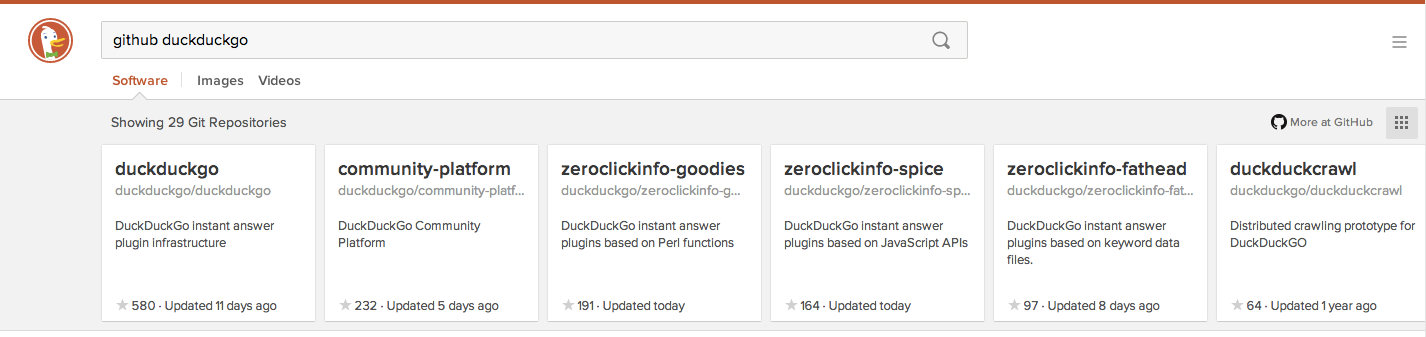 github duckduckgo
Software
Images
Videos
Showing 29 Git Repositories
More at GitHub
duckduckgo
duckduckgo/duckduckgo
DuckDuckGo instant answer
plugin infrastructure
580 · Updated 11 days ago
community-platform
duckduckgo/community-platf...
DuckDuckGo Community
Platform
232 · Updated 5 days ago
zeroclickinfo-goodies
duckduckgo/zeroclickinfo-g...
DuckDuckGo instant answer
plugins based on Perl functions
191 · Updated today
zeroclickinfo-spice
duckduckgo/zeroclickinfo-sp...
DuckDuckGo instant answer
plugins based on JavaScript APIs
164 · Updated today
zeroclickinfo-fathead
duckduckgo/zeroclickinfo-fat...
DuckDuckGo instant answer
plugins based on keyword data
files.
97 · Updated 8 days ago
duckduckcrawl
duckduckgo/duckduckcrawl
Distributed crawling prototype for
DuckDuckGO
64 · Updated 1 year ago